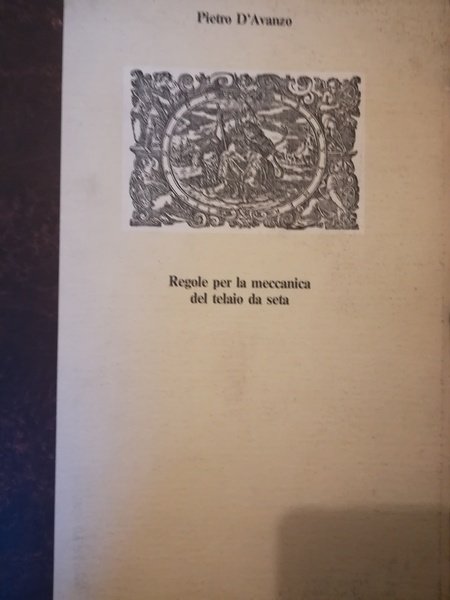 Pietro D'Avanzo
Regole per la meccanica
del telaio da seta